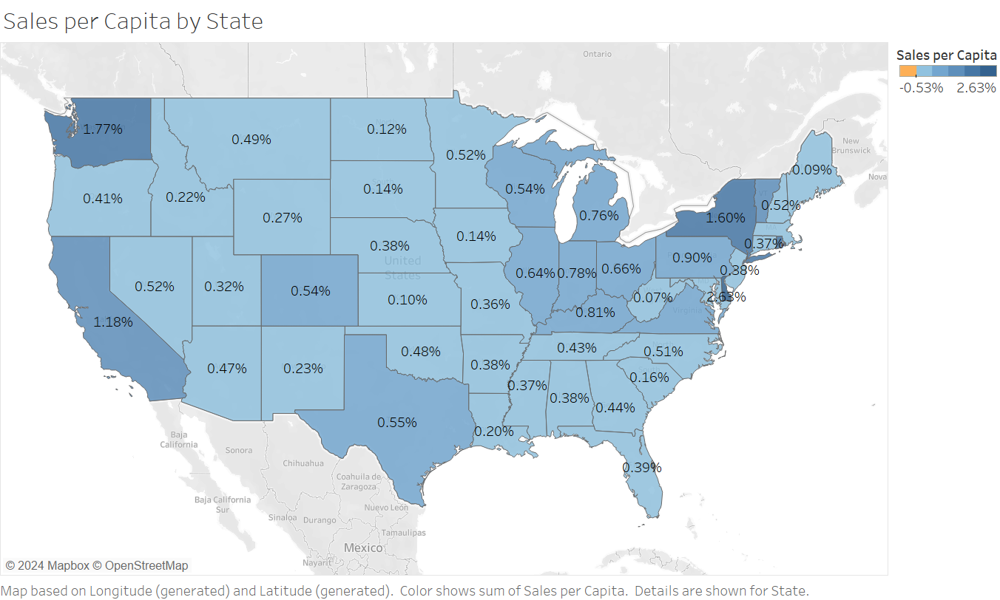 Sales per Capita by State
Sales per Capita
-0.53% 2.63%
Ontario
New
Brunswick
Nova
1.77%
0.49%
0.12%
0.52%
0.09%
0.41%
0.22%
0.14%
0.54%
0.52%
0.27%
0.76%
1.60%
0.14%
0.37%
0.38%
0.90%
United
States
0.38%
0.52%
0.32%
0.54%
0.64%
0.78%
0.66%
0.10%
0.36%
0.07%
2.63%
Virginia
1.18%
0.81%
0.47%
0.23%
0.48%
0.43%
0.51%
0.38%
0.16%
0.37%
0.38%
0.44%
0.55%
0.20%
0.39%
Baja
California
Sonora
Chihuahua
Coahuila de
Zaragoza
Baja California
Sur
Sinaloa
Durango
Nuevo León
Tamaulipas
Mexico
Nayarit
© 2024 Mapbox © OpenStreetMap
Map based on Longitude (generated) and Latitude (generated).  Color shows sum of Sales per Capita.  Details are shown for State.